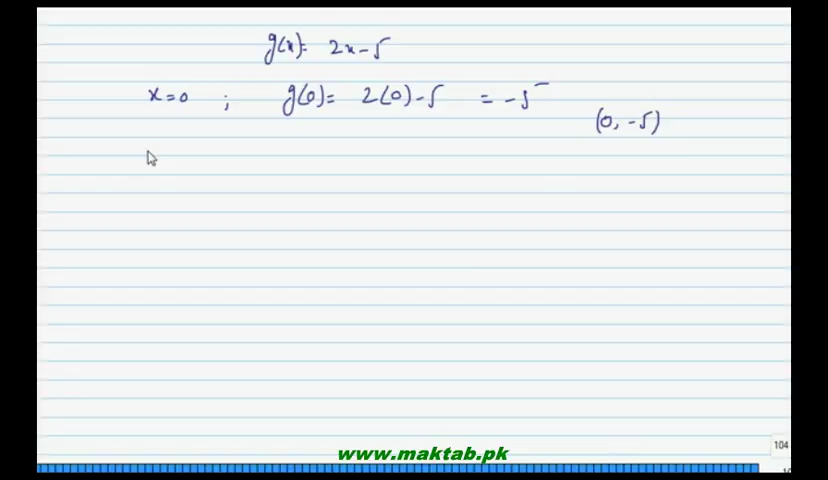 g(x)= 2x-5
x=0 ; g(0)= 2(0)-5 = -5
(0, -5)
104
www.maktab.pk